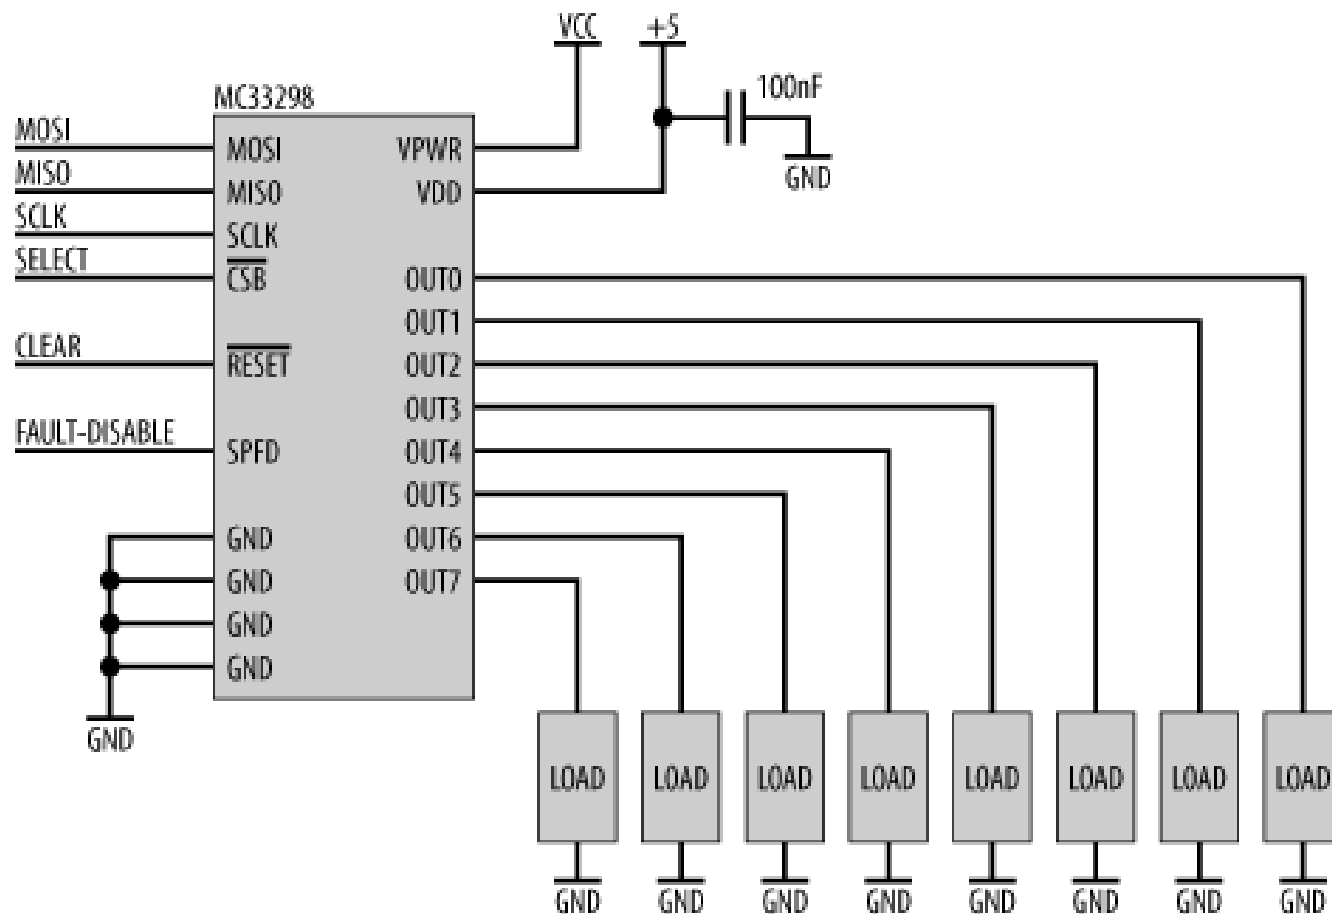 VCC
+5
MC33298
100nF
MOSI
MOSI
VPWR
GND
MISO
MISO
VDD
SCLK
SCLK
SELECT
CSB
OUT0
OUT1
CLEAR
RESET
OUT2
OUT3
FAULT-DISABLE
SPFD
OUT4
OUT5
GND
OUT6
GND
OUT7
GND
GND
GND
LOAD
LOAD
LOAD
LOAD
LOAD
LOAD
LOAD
LOAD
GND
GND
GND
GND
GND
GND
GND
GND